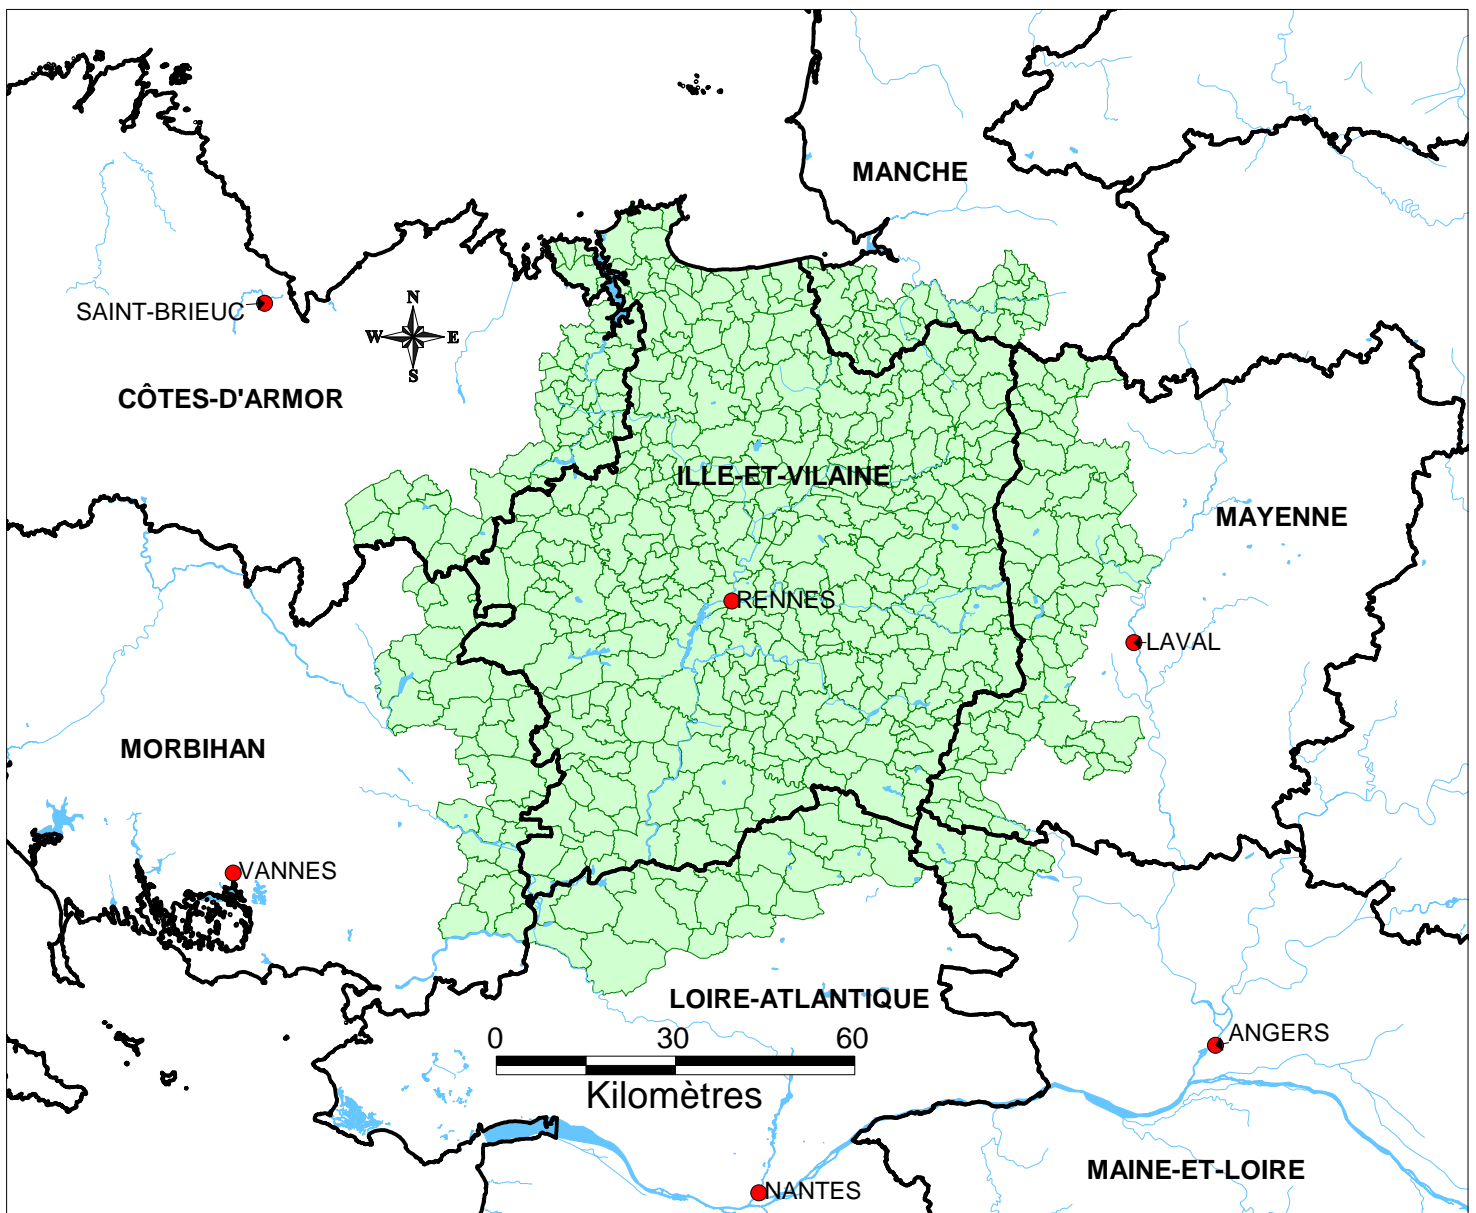 MANCHE
SAINT-BRIEUC
N
W E
S
CÔTES-D'ARMOR
ILLE-ET-VILAINE
MAYENNE
RENNES
LAVAL
MORBIHAN
VANNES
LOIRE-ATLANTIQUE
0 30 60
Kilomètres
ANGERS
MAINE-ET-LOIRE
NANTES